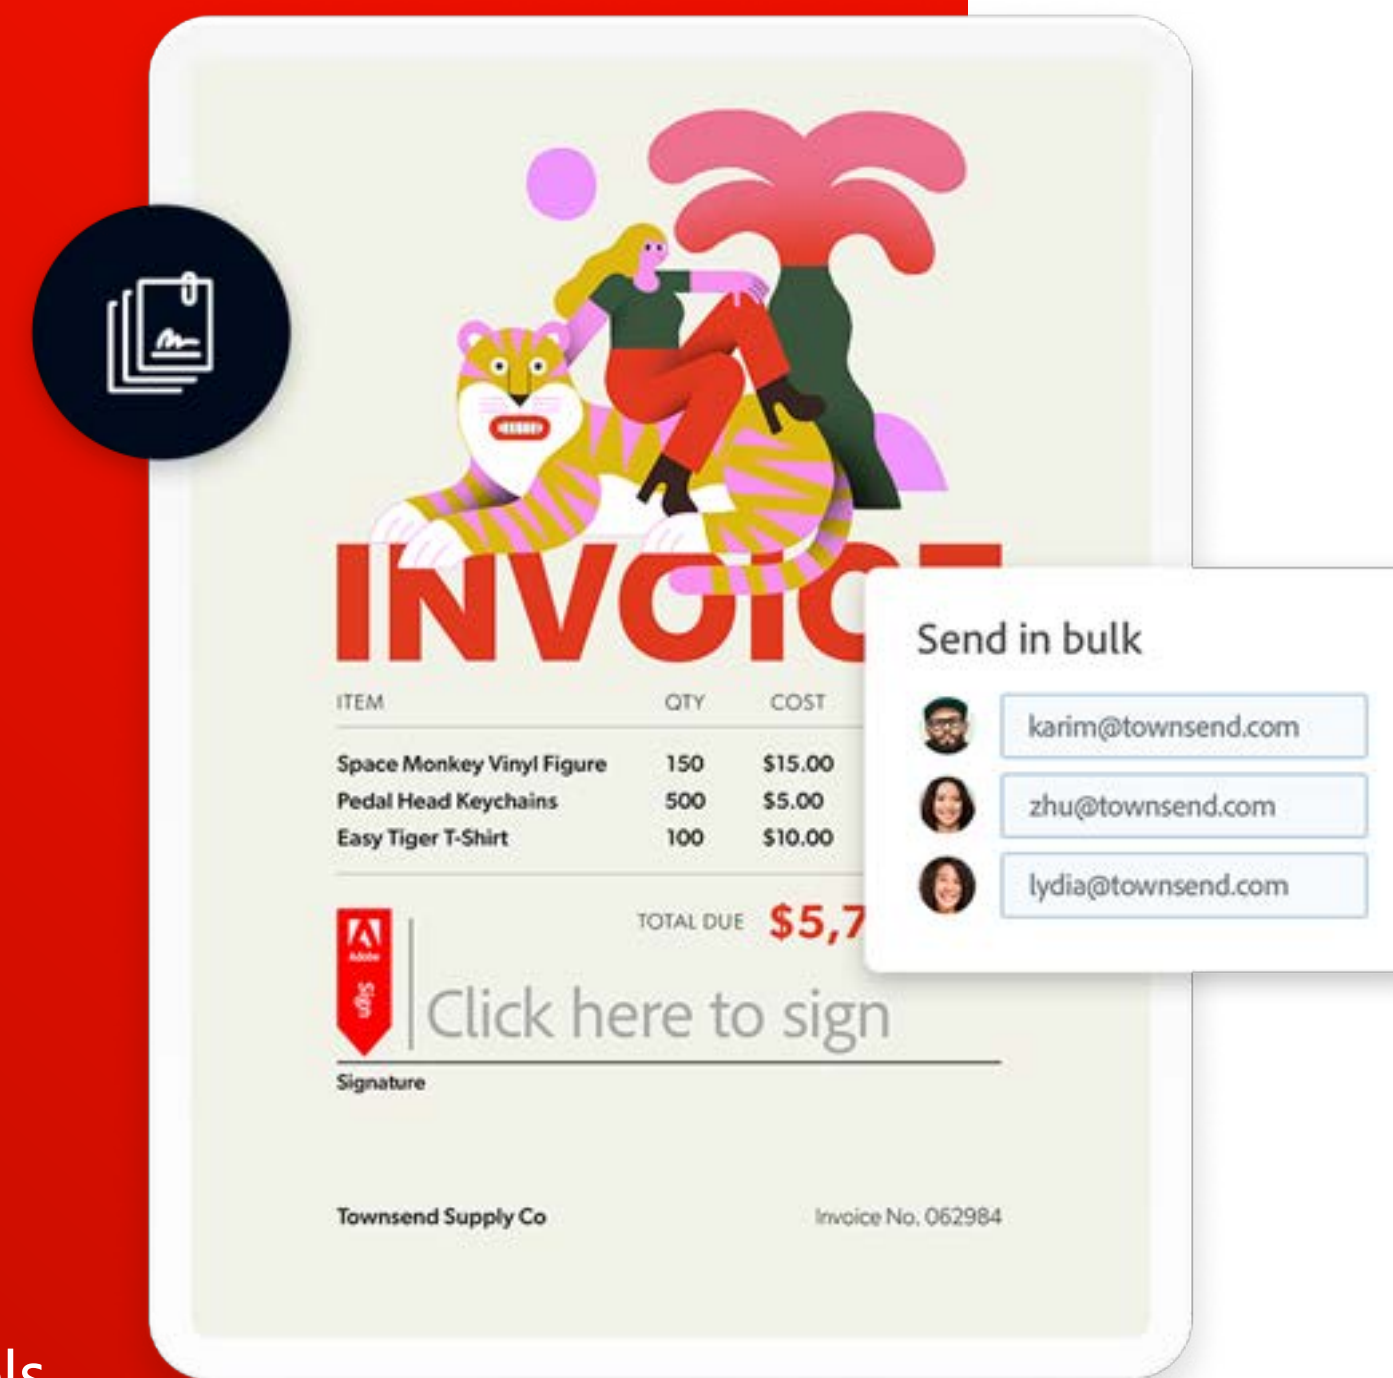 INVOICE
ITEM QTY COST
Space Monkey Vinyl Figure 150 $15.00
Pedal Head Keychains 500 $5.00
Easy Tiger T-Shirt 100 $10.00
TOTAL DUE $5,7
Adobe
Sign
Click here to sign
Signature
Townsend Supply Co Invoice No. 062984
Send in bulk
karim@townsend.com
zhu@townsend.com
lydia@townsend.com
ls